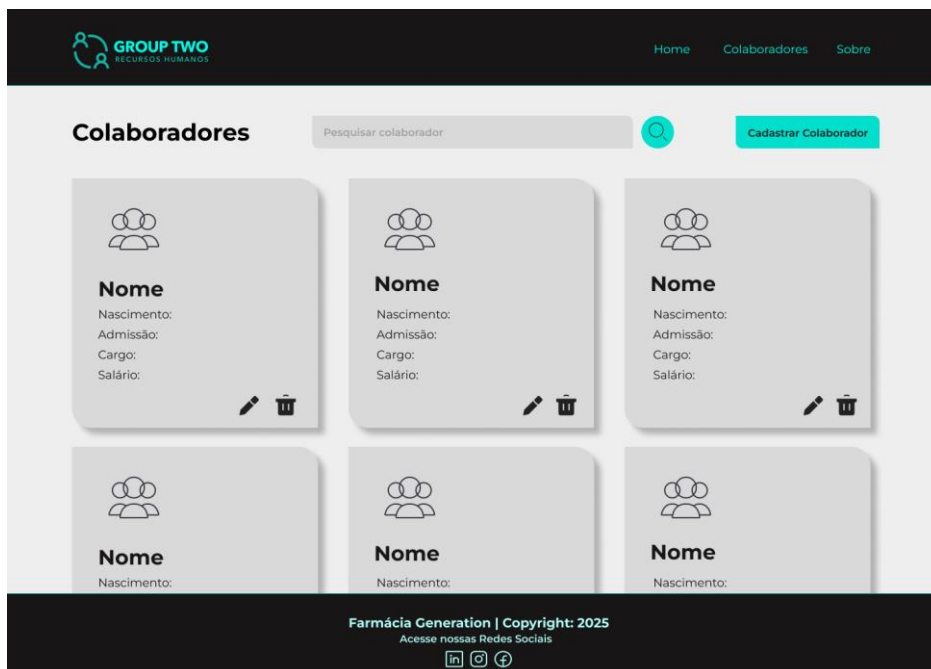 GROUP TWO
RECURSOS HUMANOS
Home Colaboradores Sobre
Colaboradores
Pesquisar colaborador
Cadastrar Colaborador
Nome
Nascimento:
Admissão:
Cargo:
Salário:
Nome
Nascimento:
Admissão:
Cargo:
Salário:
Nome
Nascimento:
Admissão:
Cargo:
Salário:
Nome
Nascimento:
Nome
Nascimento:
Nome
Nascimento:
Farmácia Generation | Copyright: 2025
Acesse nossas Redes Sociais
in